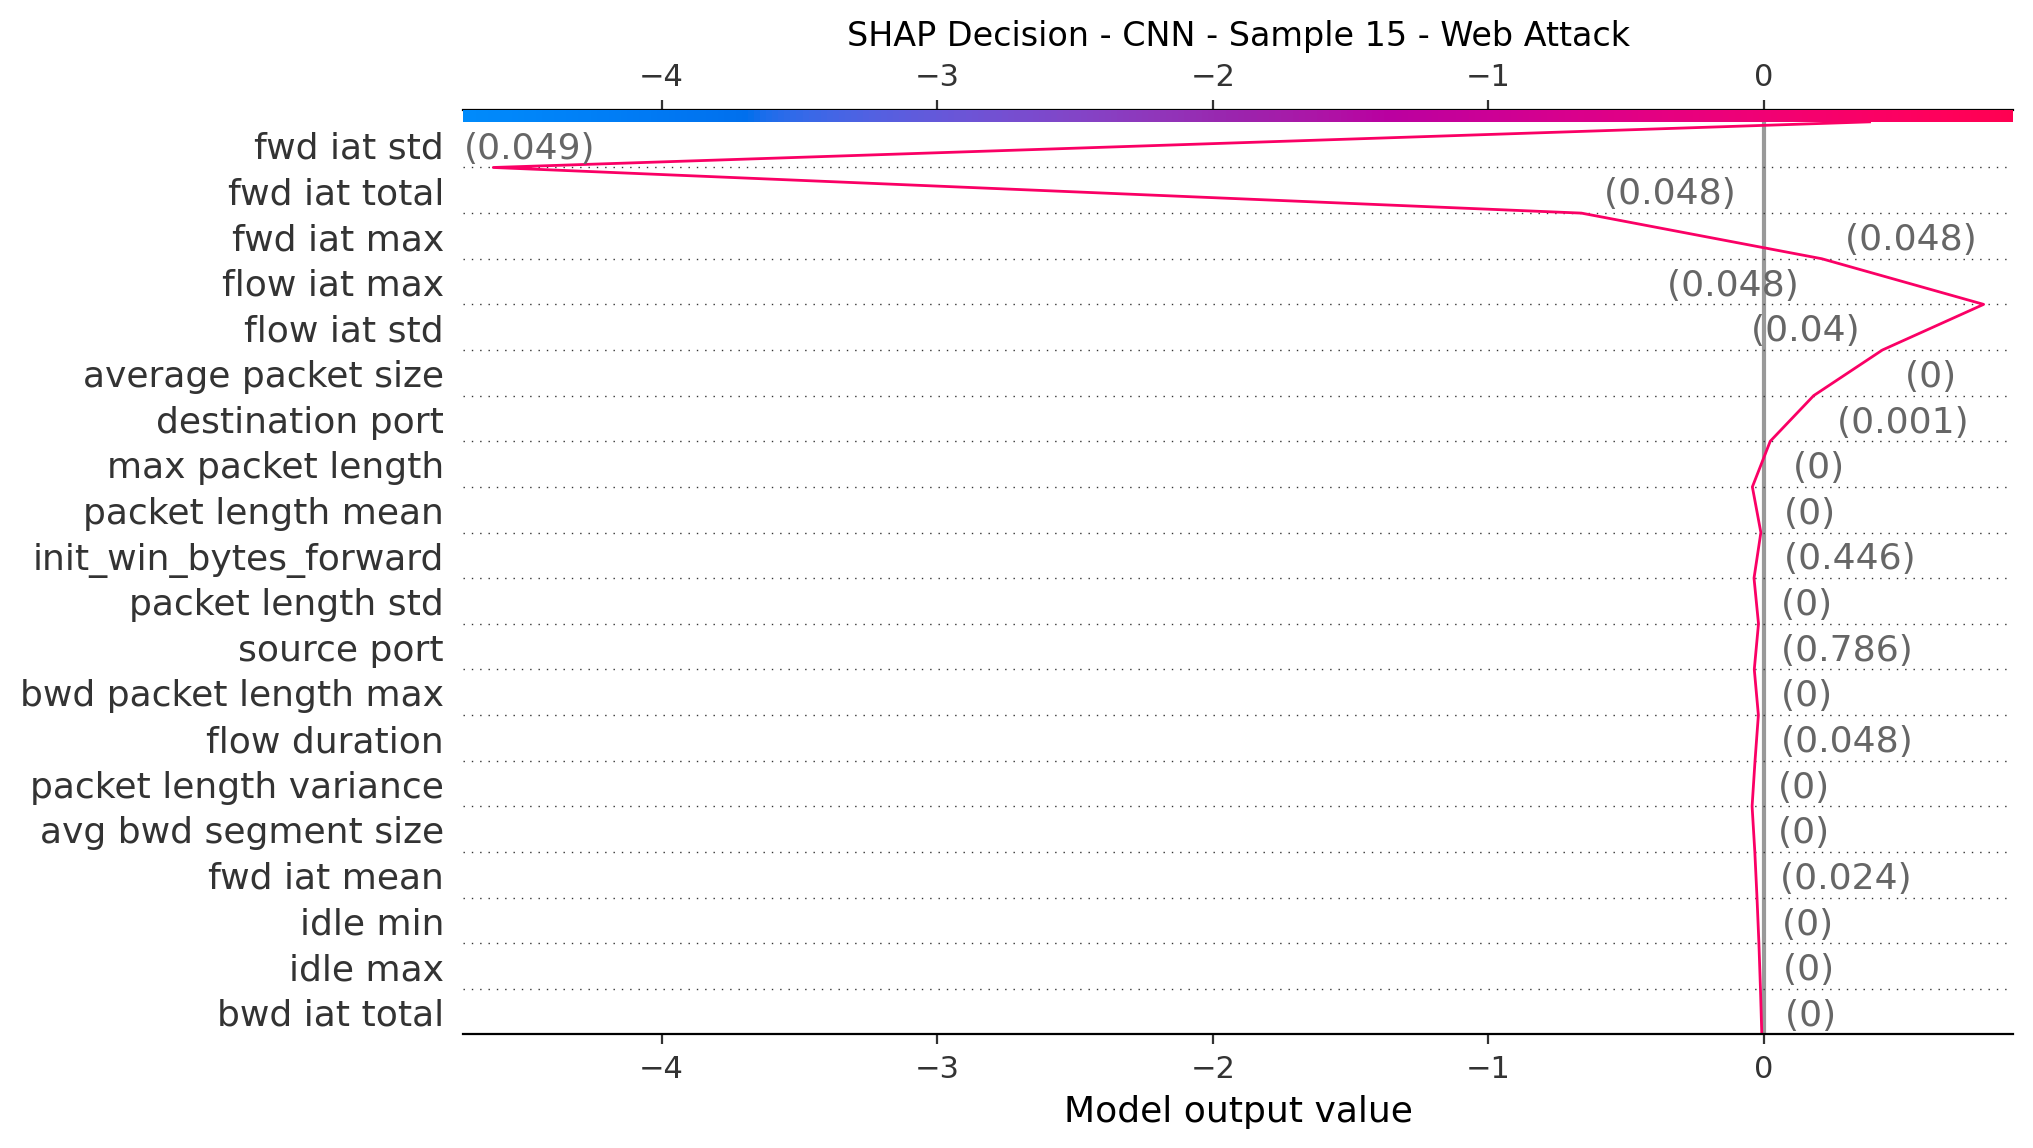 SHAP Decision - CNN - Sample 15 - Web Attack
−4 −3 −2 −1 0
fwd iat std (0.049)
fwd iat total (0.048)
fwd iat max (0.048)
flow iat max (0.048)
flow iat std (0.04)
average packet size (0)
destination port (0.001)
max packet length (0)
packet length mean (0)
init_win_bytes_forward (0.446)
packet length std (0)
source port (0.786)
bwd packet length max (0)
flow duration (0.048)
packet length variance (0)
avg bwd segment size (0)
fwd iat mean (0.024)
idle min (0)
idle max (0)
bwd iat total (0)
−4 −3 −2 −1 0
Model output value